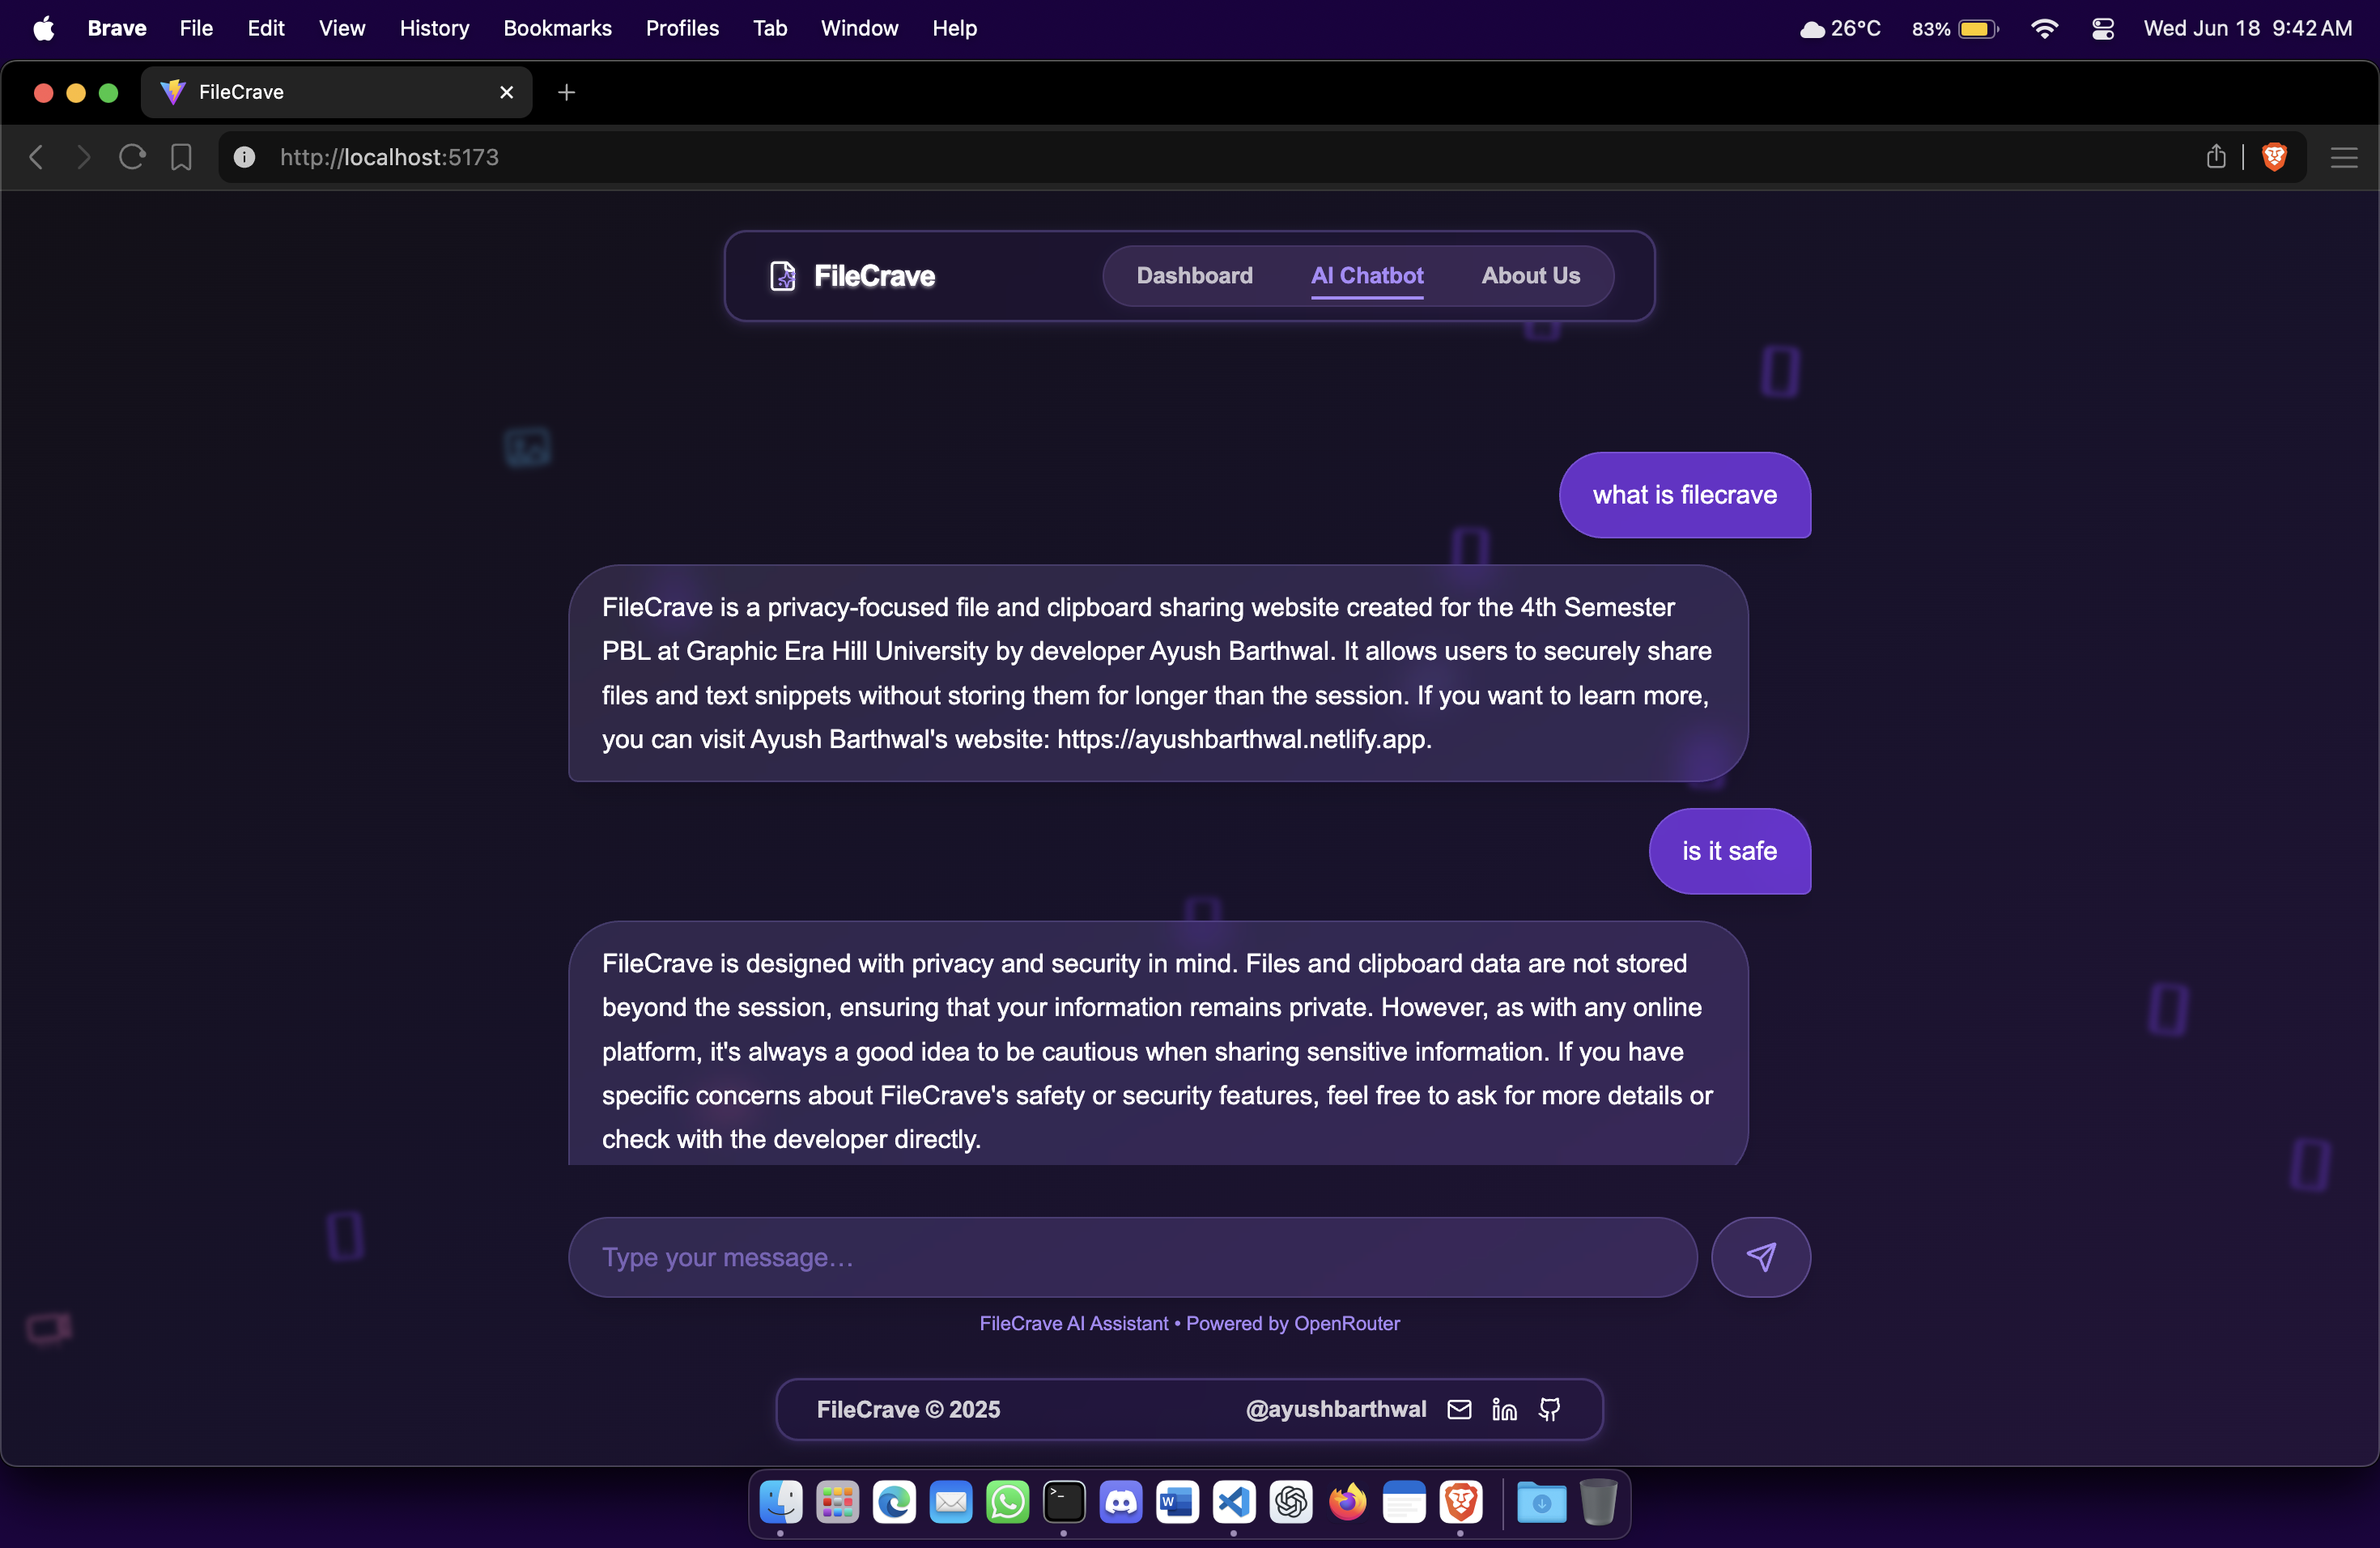 Brave File Edit View History Bookmarks Profiles Tab Window Help 26°C 83% Wed Jun 18 9:42 AM
FileCrave
http://localhost:5173
FileCrave Dashboard AI Chatbot About Us
what is filecrave
FileCrave is a privacy-focused file and clipboard sharing website created for the 4th Semester
PBL at Graphic Era Hill University by developer Ayush Barthwal. It allows users to securely share
files and text snippets without storing them for longer than the session. If you want to learn more,
you can visit Ayush Barthwal's website: https://ayushbarthwal.netlify.app.
is it safe
FileCrave is designed with privacy and security in mind. Files and clipboard data are not stored
beyond the session, ensuring that your information remains private. However, as with any online
platform, it's always a good idea to be cautious when sharing sensitive information. If you have
specific concerns about FileCrave's safety or security features, feel free to ask for more details or
check with the developer directly.
Type your message…
FileCrave AI Assistant • Powered by OpenRouter
FileCrave © 2025 @ayushbarthwal